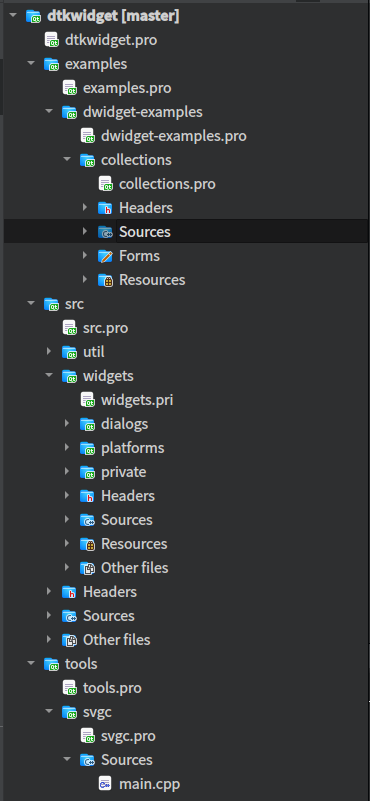 dtkwidget [master]
dtkwidget.pro
examples
examples.pro
dwidget-examples
dwidget-examples.pro
collections
collections.pro
Headers
Sources
Forms
Resources
src
src.pro
util
widgets
widgets.pri
dialogs
platforms
private
Headers
Sources
Resources
Other files
Headers
Sources
Other files
tools
tools.pro
svgc
svgc.pro
Sources
main.cpp